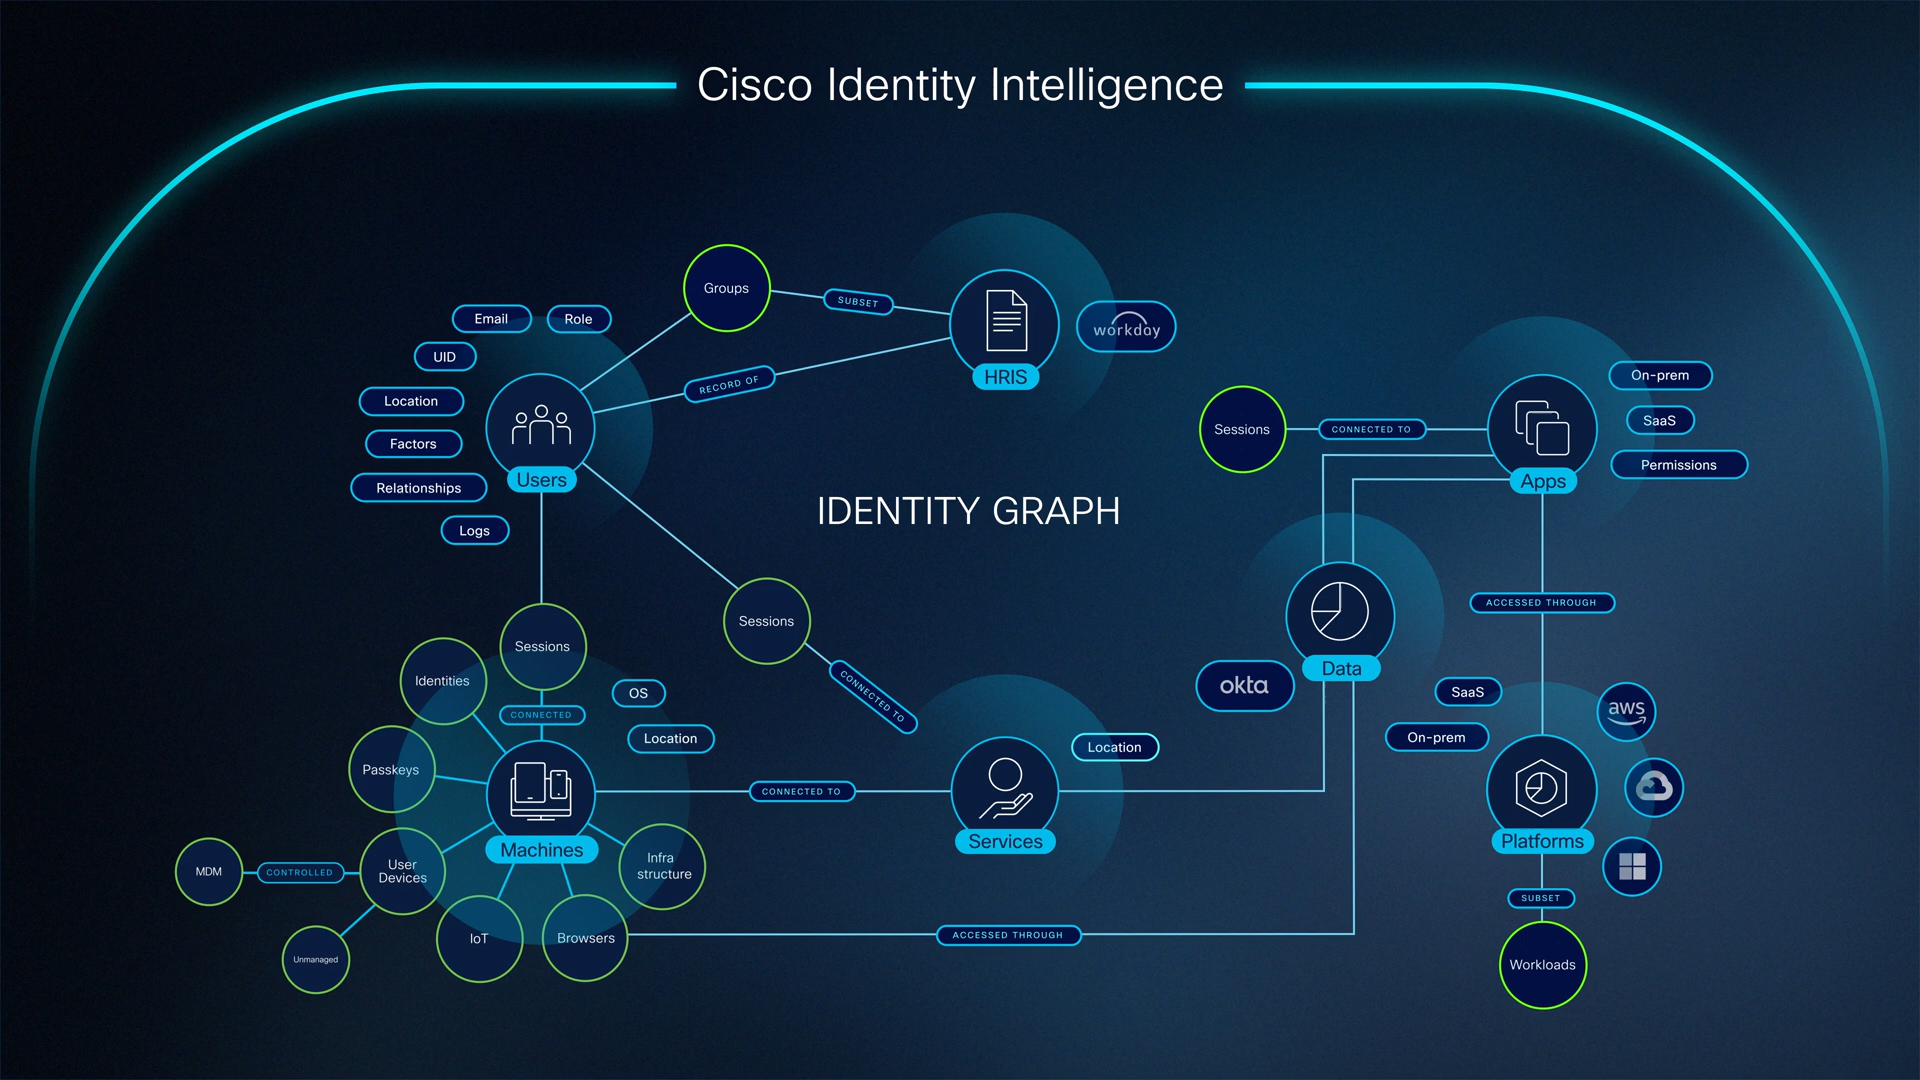 Cisco Identity Intelligence
Groups
SUBSET
HRIS
workday
RECORD OF
Email
Role
UID
Location
Factors
Relationships
Logs
Users
IDENTITY GRAPH
Sessions
CONNECTED TO
Apps
On-prem
SaaS
Permissions
ACCESSED THROUGH
Data
okta
Sessions
CONNECTED TO
Sessions
CONNECTED
Identities
Passkeys
OS
Location
Machines
CONNECTED TO
Services
Location
SaaS
On-prem
aws
Platforms
SUBSET
Workloads
MDM
CONTROLLED
User
Devices
Unmanaged
IoT
Browsers
Infra
structure
ACCESSED THROUGH